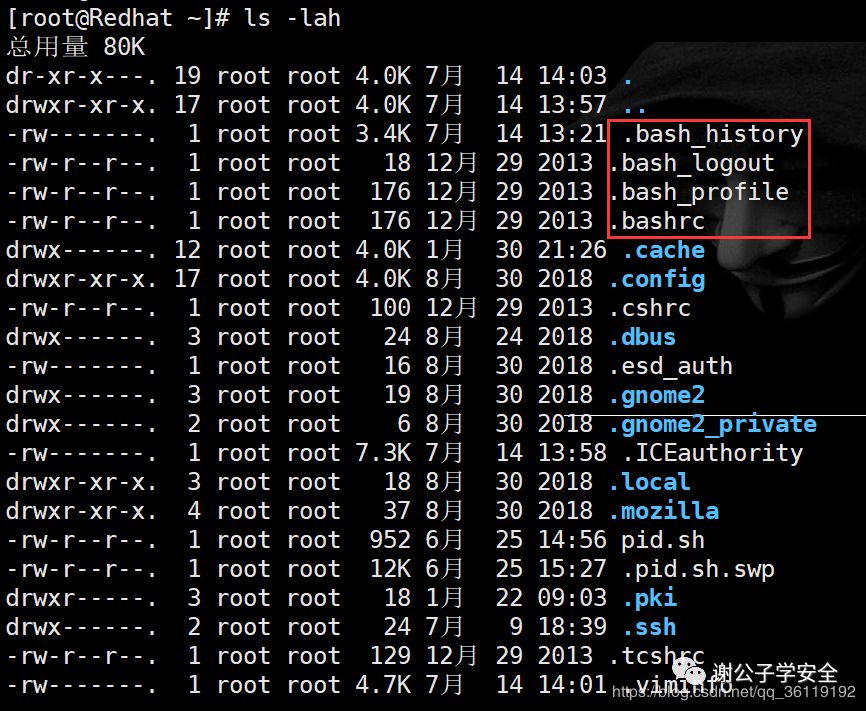 [root@Redhat ~]# ls -lah
总用量 80K
dr-xr-x---. 19 root root 4.0K 7月  14 14:03 .
drwxr-xr-x. 17 root root 4.0K 7月  14 13:57 ..
-rw-------.  1 root root 3.4K 7月  14 13:21 .bash_history
-rw-r--r--.  1 root root   18 12月 29 2013 .bash_logout
-rw-r--r--.  1 root root  176 12月 29 2013 .bash_profile
-rw-r--r--.  1 root root  176 12月 29 2013 .bashrc
drwx------. 12 root root 4.0K 1月  30 21:26 .cache
drwxr-xr-x. 17 root root 4.0K 8月  30 2018 .config
-rw-r--r--.  1 root root  100 12月 29 2013 .cshrc
drwx------.  3 root root   24 8月  24 2018 .dbus
-rw-------.  1 root root   16 8月  30 2018 .esd_auth
drwx------.  3 root root   19 8月  30 2018 .gnome2
drwx------.  2 root root    6 8月  30 2018 .gnome2_private
-rw-------.  1 root root 7.3K 7月  14 13:58 .ICEauthority
drwxr-xr-x.  3 root root   18 8月  30 2018 .local
drwxr-xr-x.  4 root root   37 8月  30 2018 .mozilla
-rw-r--r--.  1 root root  952 6月  25 14:56 pid.sh
-rw-r--r--.  1 root root  12K 6月  25 15:27 .pid.sh.swp
drwxr-----.  3 root root   18 1月  22 09:03 .pki
drwx------.  2 root root   24 7月   9 18:39 .ssh
-rw-r--r--.  1 root root  129 12月 29 2013 .tcshrc
-rw-------.  1 root root 4.7K 7月  14 14:01 .viminfo
谢公子学安全
https://blog.csdn.net/qq_36119192